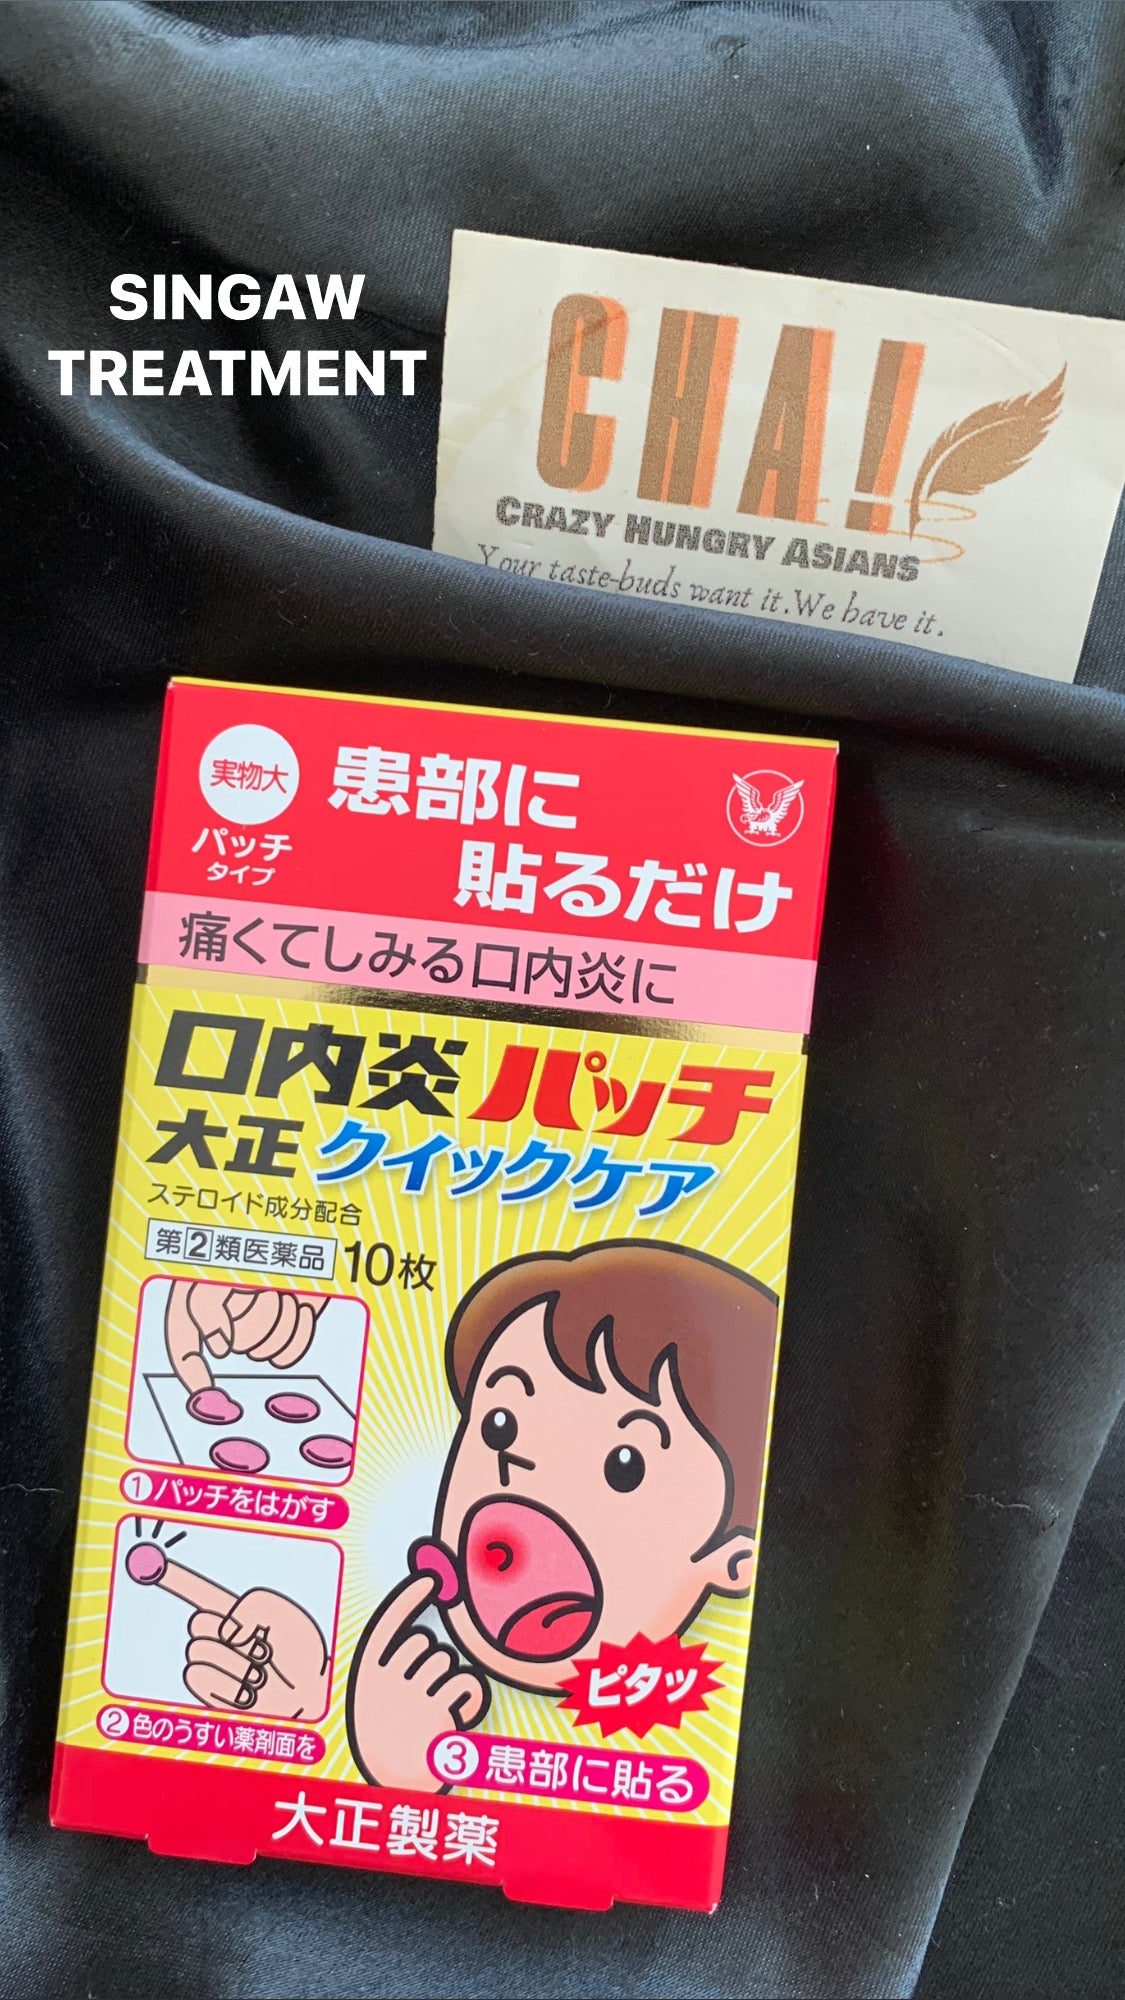 SINGAW
TREATMENT
CHA!
CRAZY HUNGRY ASIANS
Your taste-buds want it.We have it.
実物大
パッチ
タイプ
患部に
貼るだけ
痛くてしみる口内炎に
口内炎パッチ
大正クイックケア
ステロイド成分配合
第②類医薬品 10枚
①パッチをはがす
②色のうすい薬剤面を
ピタッ
③患部に貼る
大正製薬